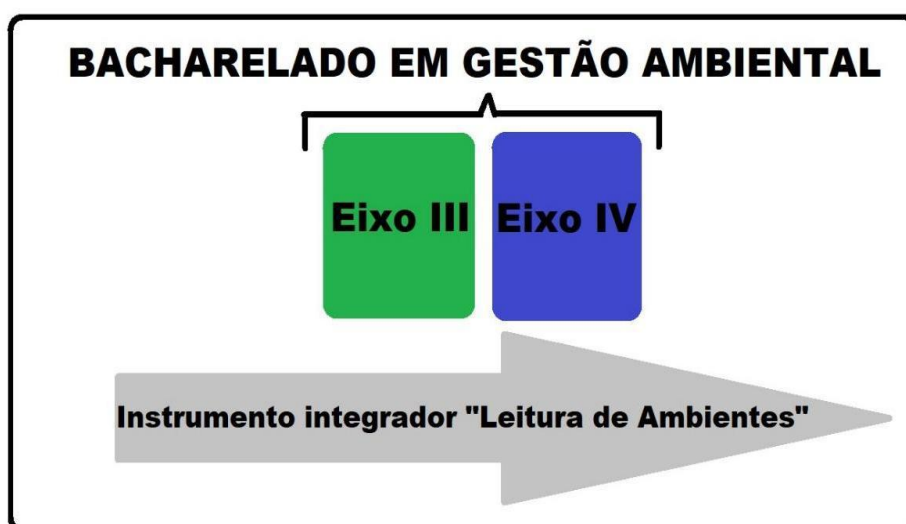 BACHARELADO EM GESTÃO AMBIENTAL
Eixo III
Eixo IV
Instrumento integrador "Leitura de Ambientes"